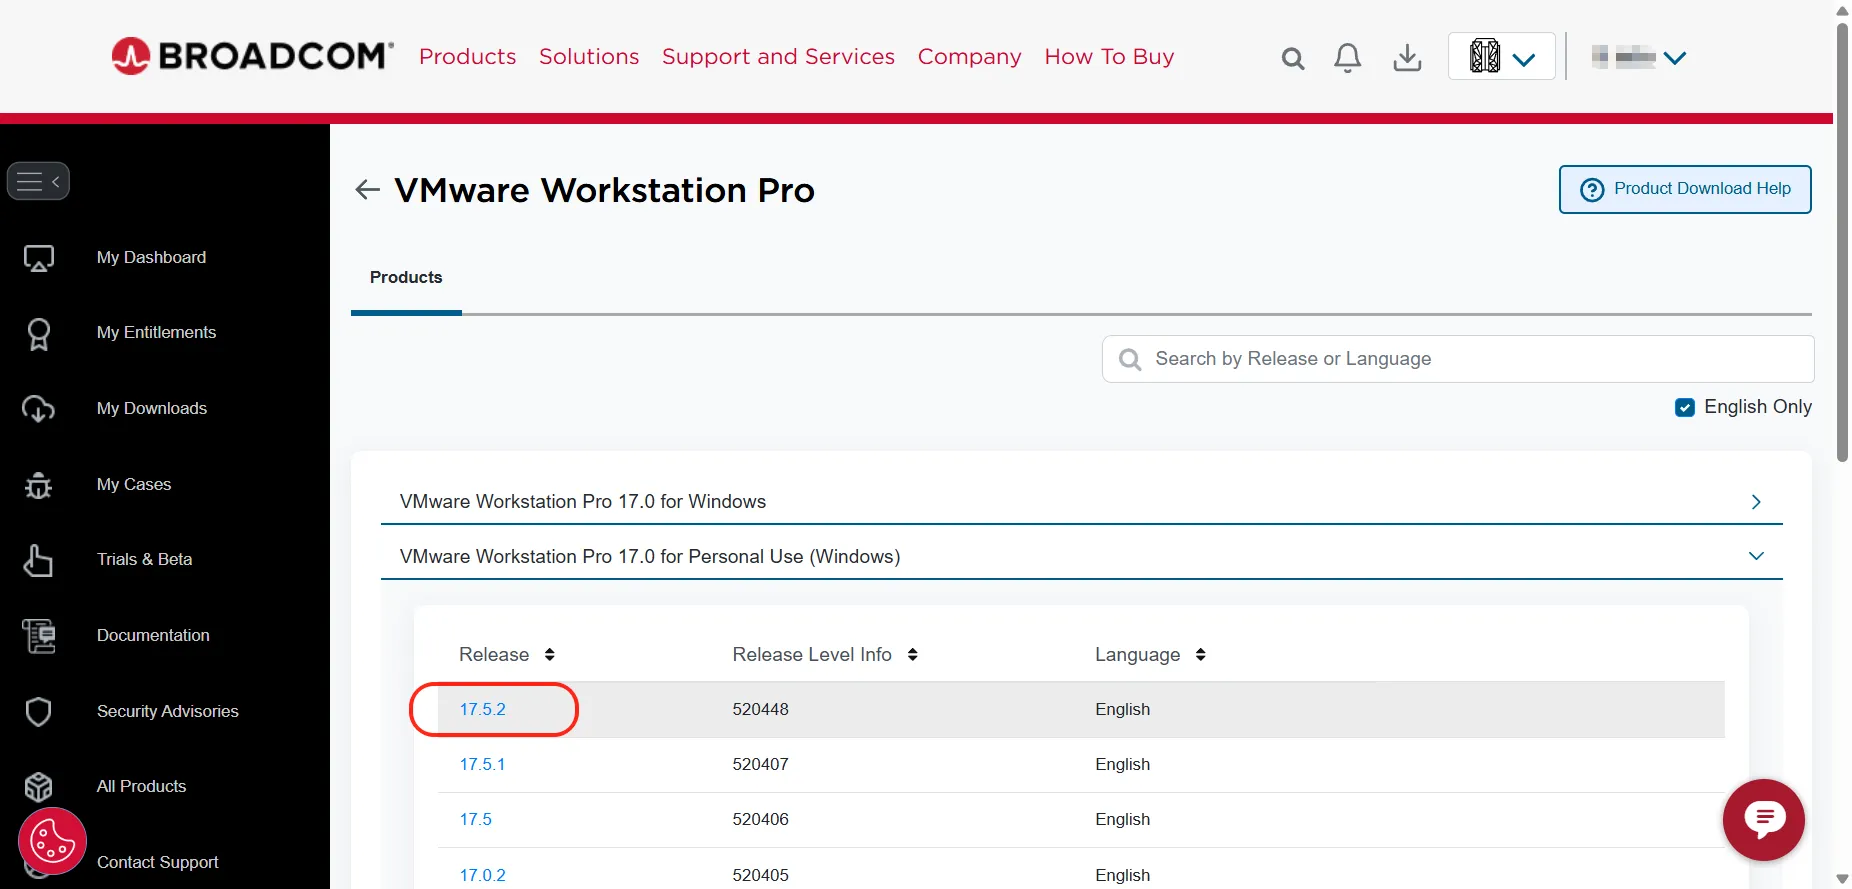 BROADCOM Products Solutions Support and Services Company How To Buy
VMware Workstation Pro
Product Download Help
Products
Search by Release or Language
English Only
My Dashboard
My Entitlements
My Downloads
My Cases
Trials & Beta
Documentation
Security Advisories
All Products
Contact Support
VMware Workstation Pro 17.0 for Windows
VMware Workstation Pro 17.0 for Personal Use (Windows)
Release Release Level Info Language
17.5.2 520448 English
17.5.1 520407 English
17.5 520406 English
17.0.2 520405 English